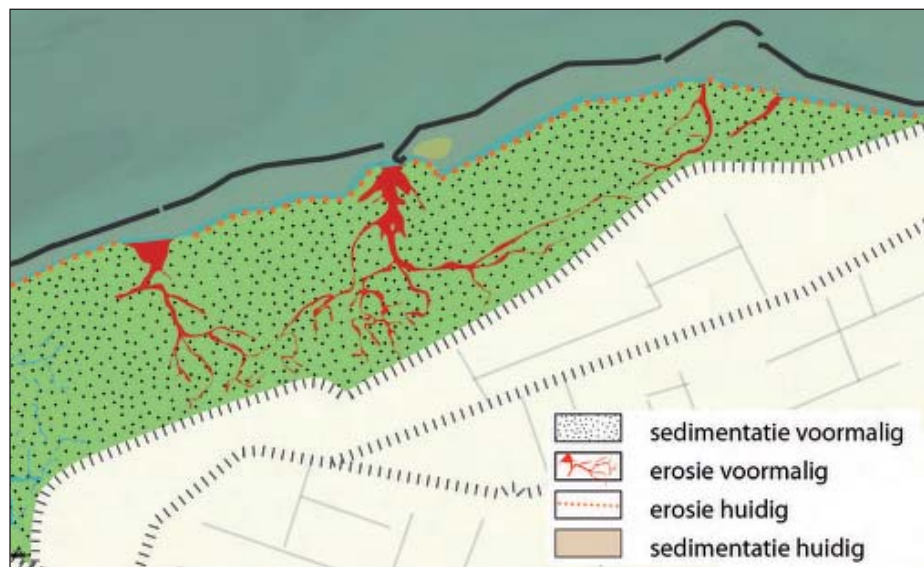 sedimentatie voormalig
erosie voormalig
erosie huidig
sedimentatie huidig